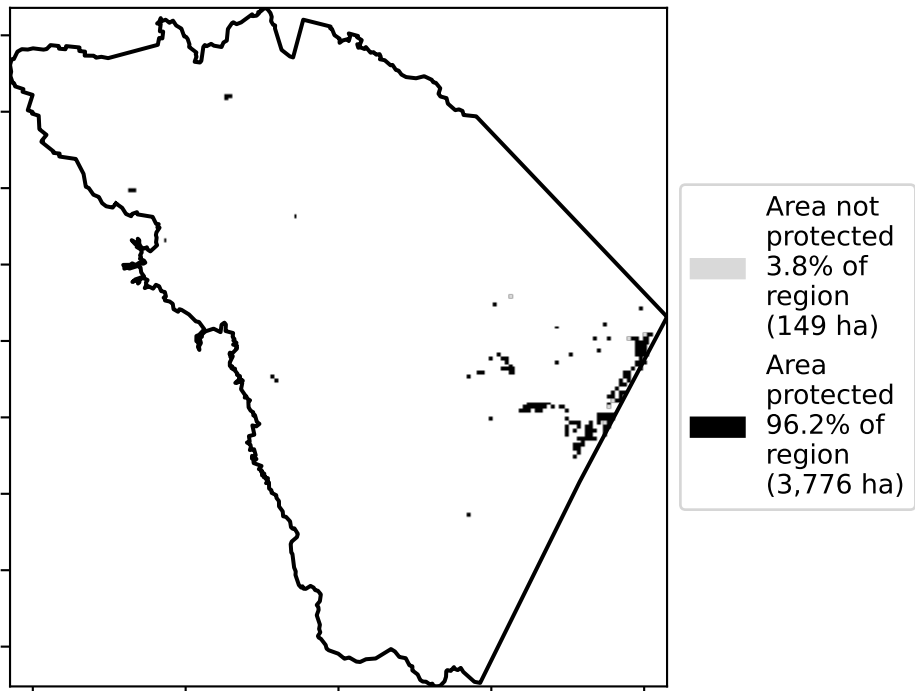 Area not
protected
3.8% of
region
(149 ha)
Area
protected
96.2% of
region
(3,776 ha)